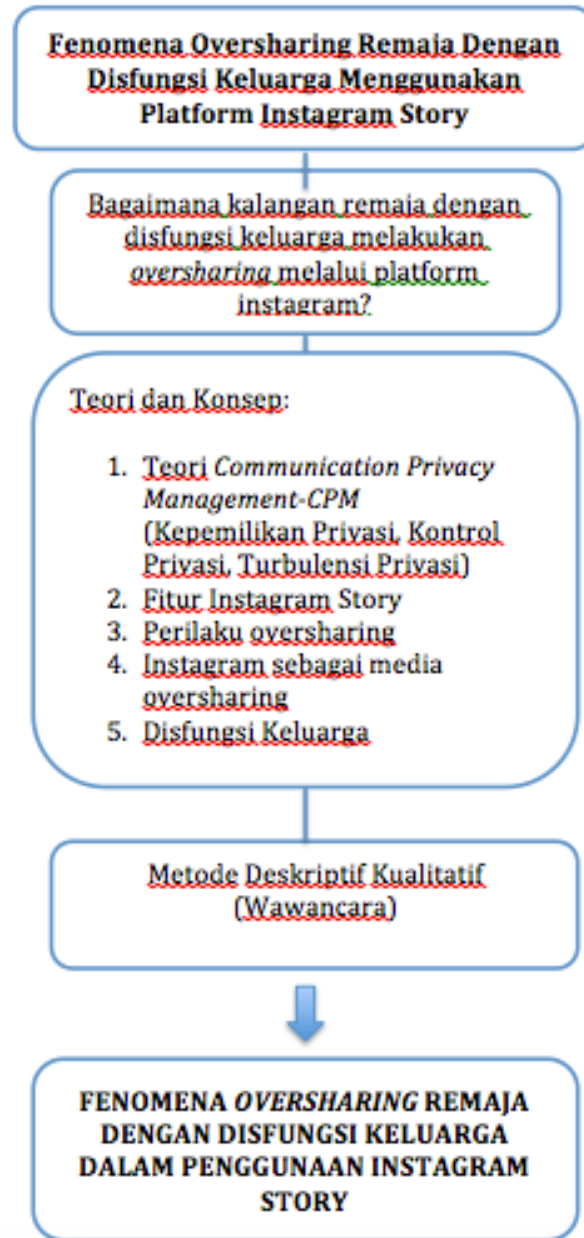 Fenomena Oversharing Remaja Dengan
Disfungsi Keluarga Menggunakan
Platform Instagram Story
Bagaimana kalangan remaja dengan
disfungsi keluarga melakukan
oversharing melalui platform
instagram?
Teori dan Konsep:
1. Teori Communication Privacy
Management-CPM
(Kepemilikan Privasi, Kontrol
Privasi, Turbulensi Privasi)
2. Fitur Instagram Story
3. Perilaku oversharing
4. Instagram sebagai media
oversharing
5. Disfungsi Keluarga
Metode Deskriptif Kualitatif
(Wawancara)
FENOMENA OVERSHARING REMAJA
DENGAN DISFUNGSI KELUARGA
DALAM PENGGUNAAN INSTAGRAM
STORY